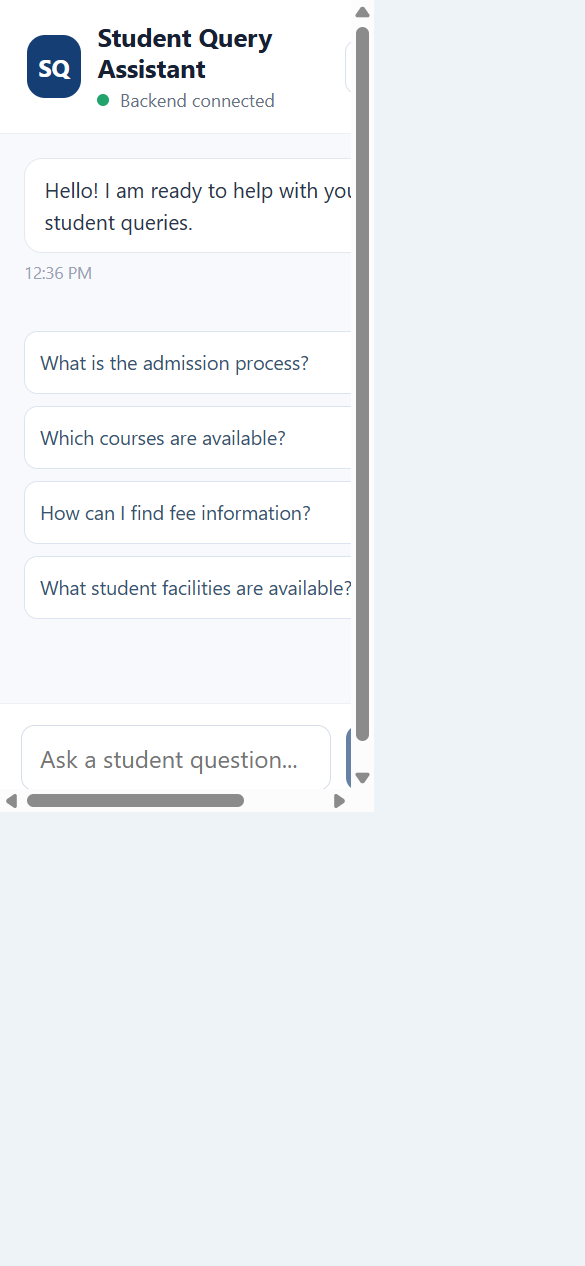 SQ
Student Query
Assistant
Backend connected
Hello! I am ready to help with
student queries.
12:36 PM
What is the admission process?
Which courses are available?
How can I find fee information?
What student facilities are available?
Ask a student question...